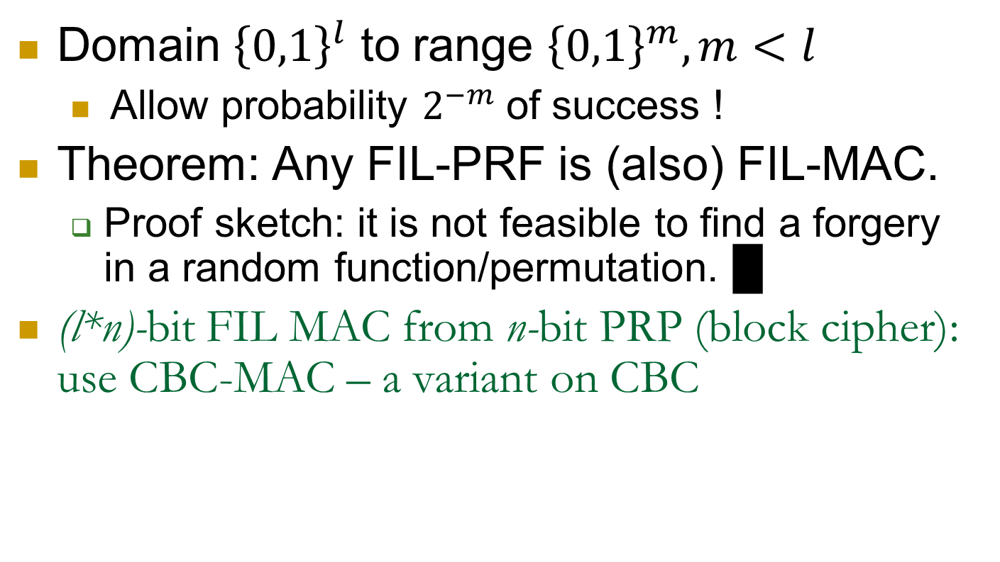 Domain {0,1}^l to range {0,1}^m, m < l
Allow probability 2^−m of success !
Theorem: Any FIL-PRF is (also) FIL-MAC.
Proof sketch: it is not feasible to find a forgery
in a random function/permutation. █
(l*n)-bit FIL MAC from n-bit PRP (block cipher):
use CBC-MAC – a variant on CBC